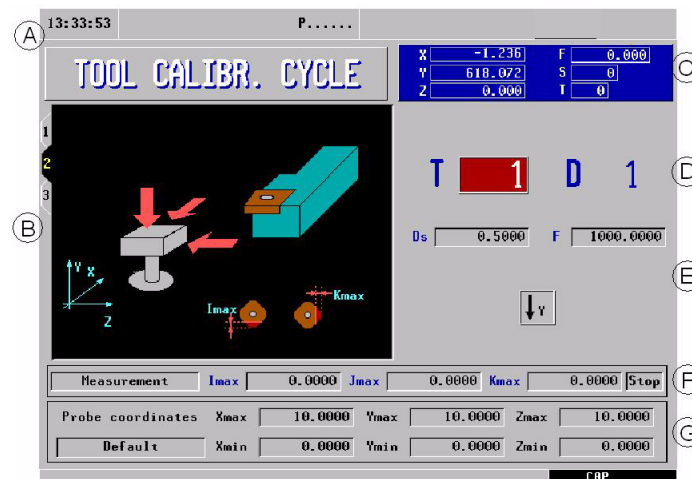 13:33:53 P......
A
TOOL CALIBR. CYCLE
X -1.236 F 0.000
Y 618.072 S 0
Z 0.000 T 0
C
1
2
3
B
T 1 D 1
D
Ds 0.5000 F 1000.0000
E
Y
Y X
Z
Imax
Kmax
Measurement Imax 0.0000 Jmax 0.0000 Kmax 0.0000 Stop
F
Probe coordinates Xmax 10.0000 Ymax 10.0000 Zmax 10.0000
Default Xmin 0.0000 Ymin 0.0000 Zmin 0.0000
G
CAP